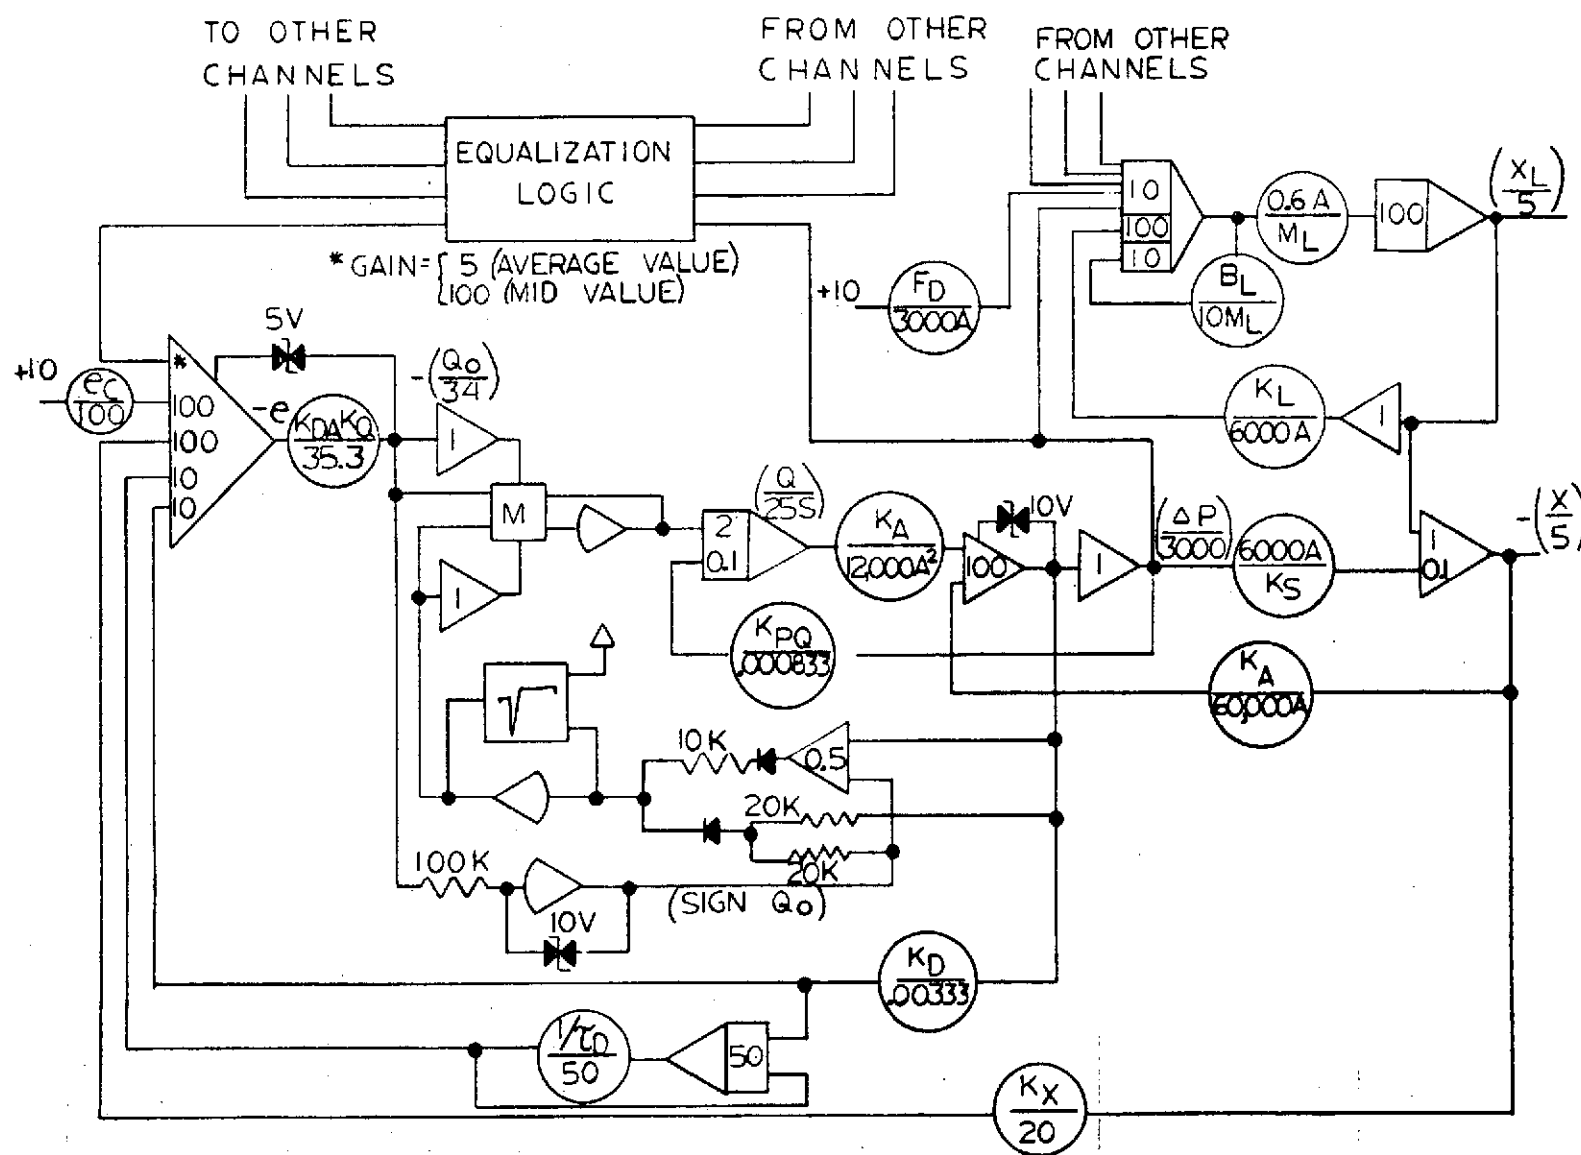 TO OTHER
CHANNELS
FROM OTHER
CHANNELS
FROM OTHER
CHANNELS
EQUALIZATION
LOGIC
* GAIN = { 5 (AVERAGE VALUE)
{100 (MID VALUE)
10
100
10
0.6A
M_L
100
(X_L/5)
B_L
10M_L
+10
F_D
3000A
5V
+10
e_C
100
*
100
100
10
10
-e
K_DA K_Q
35.3
-(Q_o/34)
1
M
1
2
0.1
(Q/25S)
K_A
12,000A²
10V
100
1
(ΔP/3000)
6000A
K_S
K_L
6000A
1
1
0.1
-(X/5)
K_PQ
.000833
K_A
60,000A
√
10K
0.5
20K
20K
100K
10V
(SIGN Q_o)
K_D
.00333
1/τ_D
50
50
K_X
20